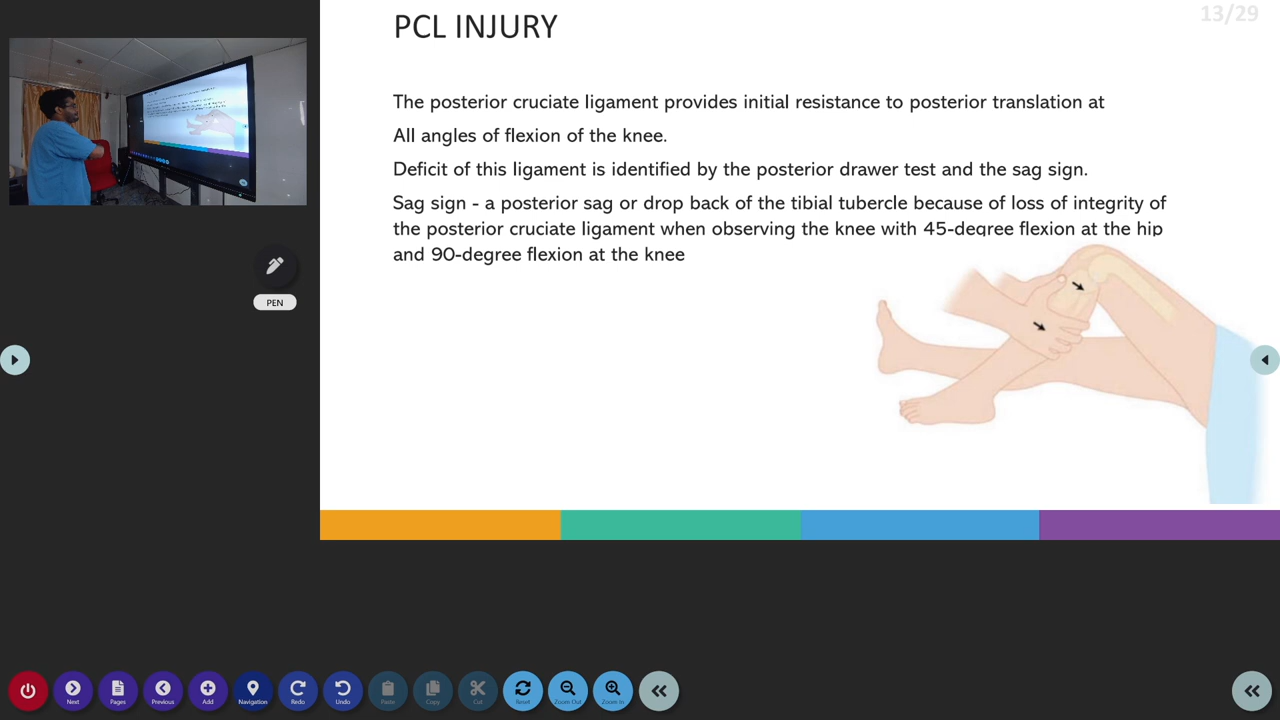 PCL INJURY
13/29
The posterior cruciate ligament provides initial resistance to posterior translation at
All angles of flexion of the knee.
Deficit of this ligament is identified by the posterior drawer test and the sag sign.
Sag sign - a posterior sag or drop back of the tibial tubercle because of loss of integrity of
the posterior cruciate ligament when observing the knee with 45-degree flexion at the hip
and 90-degree flexion at the knee
PEN
Next
Pages
Previous
Add
Navigation
Redo
Undo
Paste
Copy
Cut
Reset
Zoom Out
Zoom In